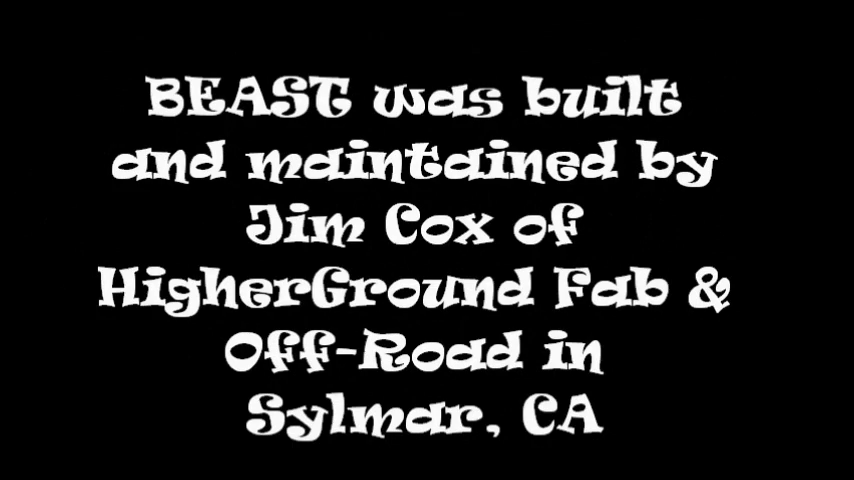 BEAST was built
and maintained by
Jim Cox of
HigherGround Fab &
Off-Road in
Sylmar, CA